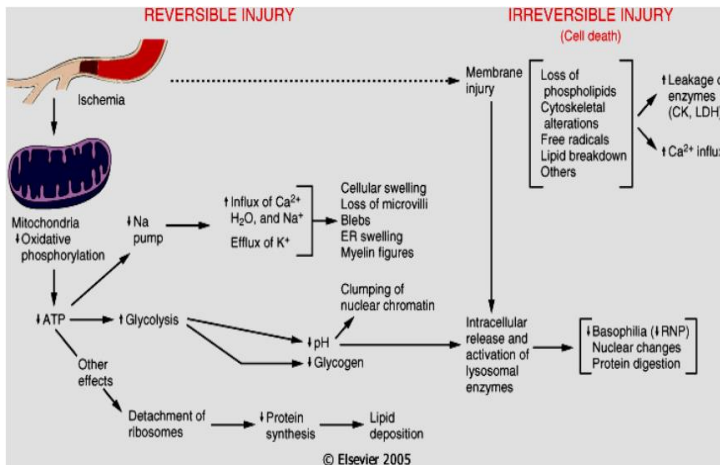 REVERSIBLE INJURY
IRREVERSIBLE INJURY
(Cell death)
Ischemia
Membrane
injury
Loss of
phospholipids
Cytoskeletal
alterations
Free radicals
Lipid breakdown
Others
↑ Leakage o
enzymes
(CK, LDH)
↑ Ca²⁺ influx
Mitochondria
↓ Oxidative
phosphorylation
↓ Na
pump
↑ Influx of Ca²⁺
H₂O, and Na⁺
Efflux of K⁺
Cellular swelling
Loss of microvilli
Blebs
ER swelling
Myelin figures
Clumping of
nuclear chromatin
↓ ATP
↑ Glycolysis
↓ pH
↓ Glycogen
Intracellular
release and
activation of
lysosomal
enzymes
↓ Basophilia (↓ RNP)
Nuclear changes
Protein digestion
Other
effects
Detachment of
ribosomes
↓ Protein
synthesis
Lipid
deposition
© Elsevier 2005